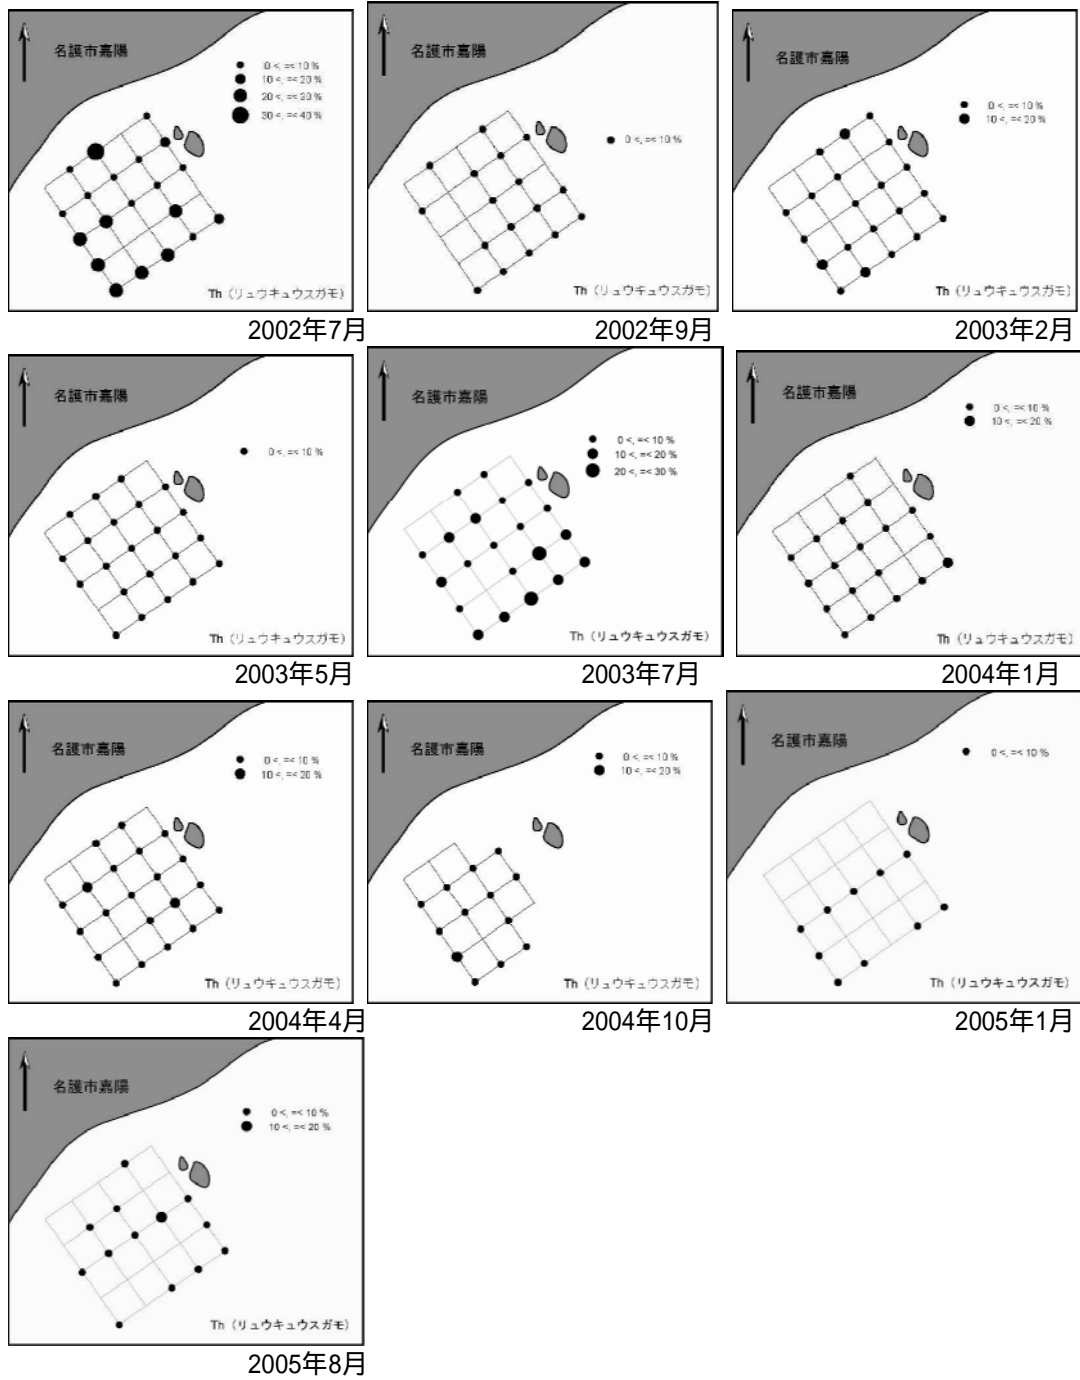 名護市嘉陽
0 <, =< 10 %
10 <, =< 20 %
20 <, =< 20 %
30 <, =< 40 %
Th（リュウキュウスガモ）
2002年7月
名護市嘉陽
0 <, =< 10 %
Th（リュウキュウスガモ）
2002年9月
名護市嘉陽
0 <, =< 10 %
10 <, =< 20 %
Th（リュウキュウスガモ）
2003年2月
名護市嘉陽
0 <, =< 10 %
Th（リュウキュウスガモ）
2003年5月
名護市嘉陽
0 <, =< 10 %
10 <, =< 20 %
20 <, =< 30 %
Th（リュウキュウスガモ）
2003年7月
名護市嘉陽
0 <, =< 10 %
10 <, =< 20 %
Th（リュウキュウスガモ）
2004年1月
名護市嘉陽
0 <, =< 10 %
10 <, =< 20 %
Th（リュウキュウスガモ）
2004年4月
名護市嘉陽
0 <, =< 10 %
10 <, =< 20 %
Th（リュウキュウスガモ）
2004年10月
名護市嘉陽
0 <, =< 10 %
Th（リュウキュウスガモ）
2005年1月
名護市嘉陽
0 <, =< 10 %
10 <, =< 20 %
Th（リュウキュウスガモ）
2005年8月